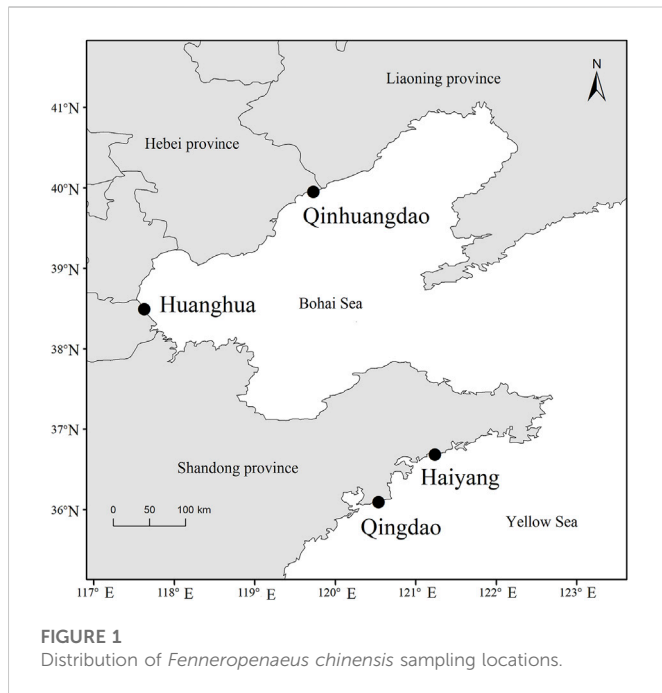 N
Liaoning province
41°N
Hebei province
40°N
Qinhuangdao
39°N
Huanghua
Bohai Sea
38°N
37°N
Shandong province
Haiyang
0 50 100 km
36°N
Qingdao
Yellow Sea
117° E 118° E 119° E 120° E 121° E 122° E 123° E
FIGURE 1
Distribution of Fenneropenaeus chinensis sampling locations.